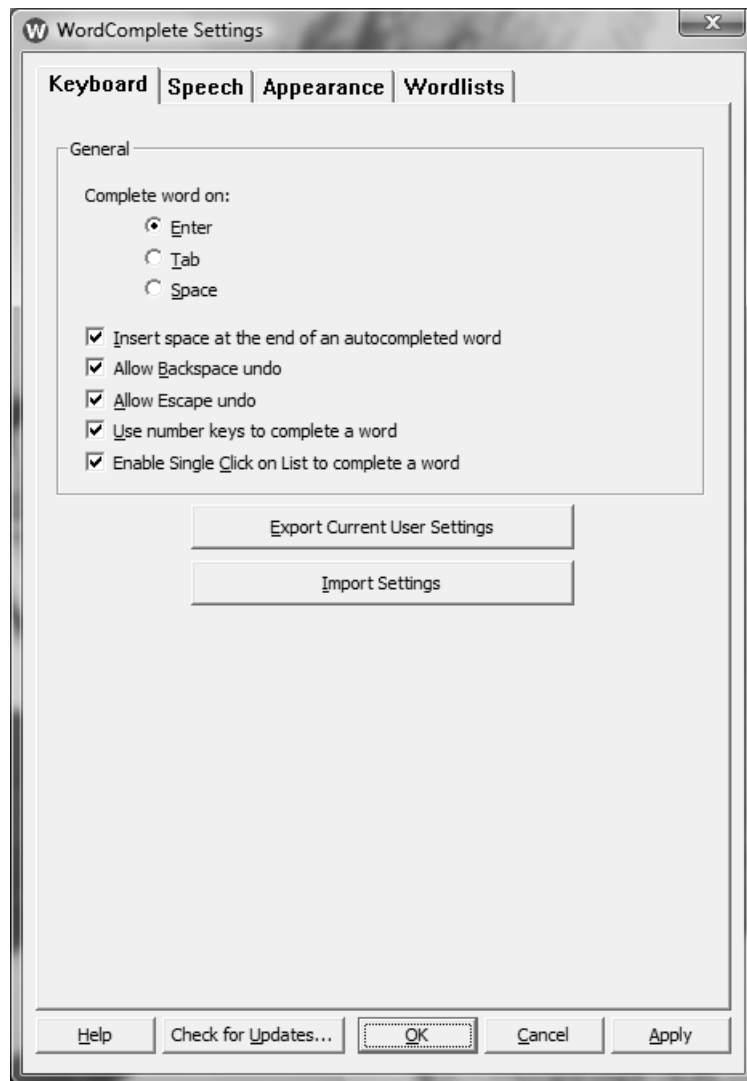 W WordComplete Settings X
Keyboard Speech Appearance Wordlists
General
Complete word on:
Enter
Tab
Space
Insert space at the end of an autocompleted word
Allow Backspace undo
Allow Escape undo
Use number keys to complete a word
Enable Single Click on List to complete a word
Export Current User Settings
Import Settings
Help Check for Updates... OK Cancel Apply